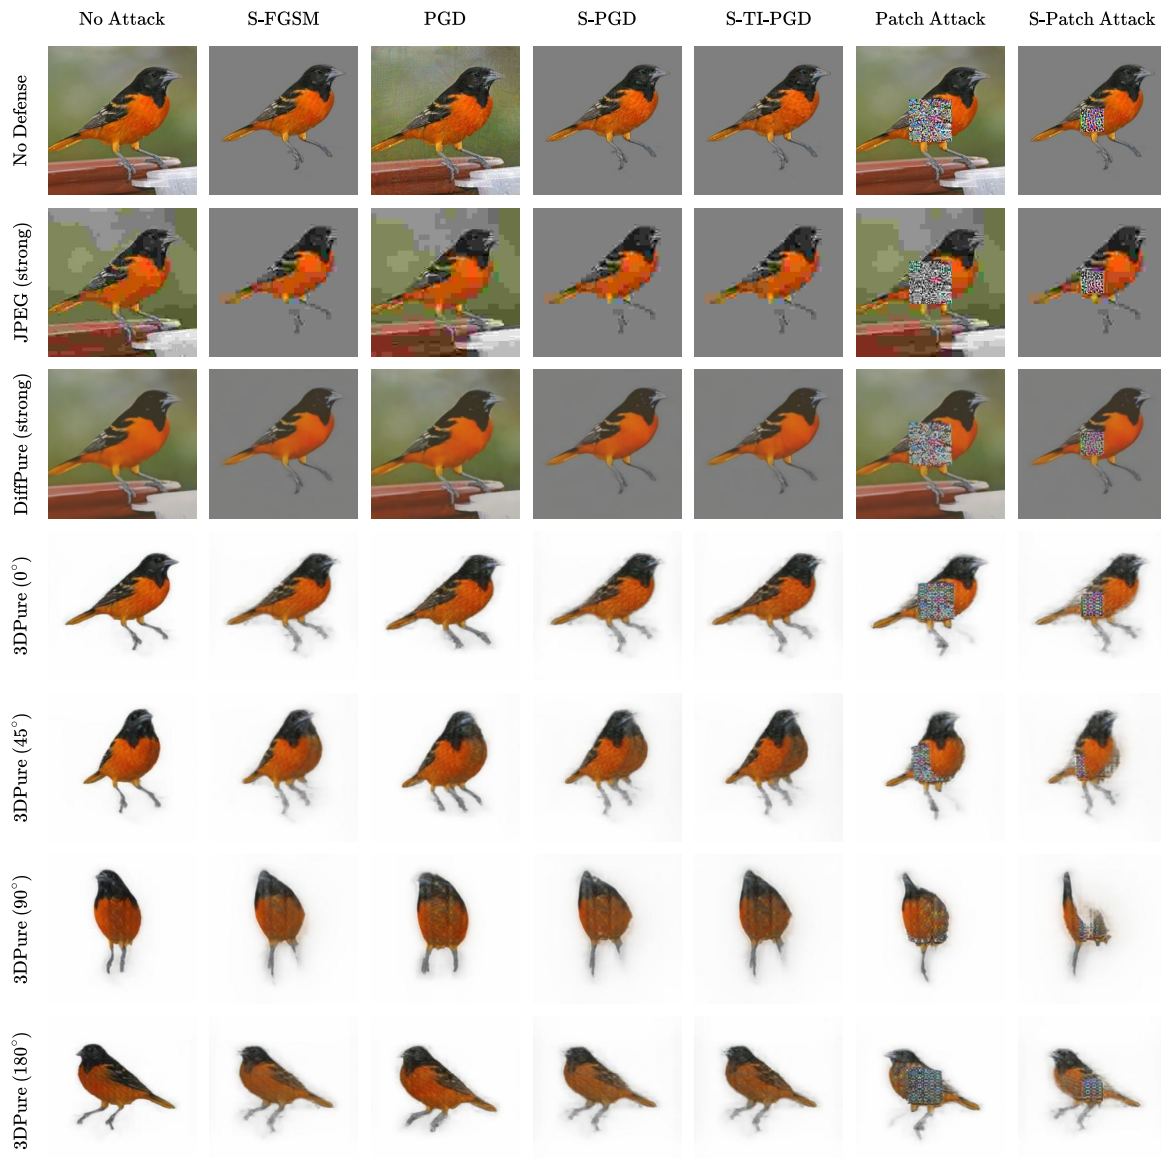 No Attack S-FGSM PGD S-PGD S-TI-PGD Patch Attack S-Patch Attack
No Defense
JPEG (strong)
DiffPure (strong)
3DPure (0°)
3DPure (45°)
3DPure (90°)
3DPure (180°)